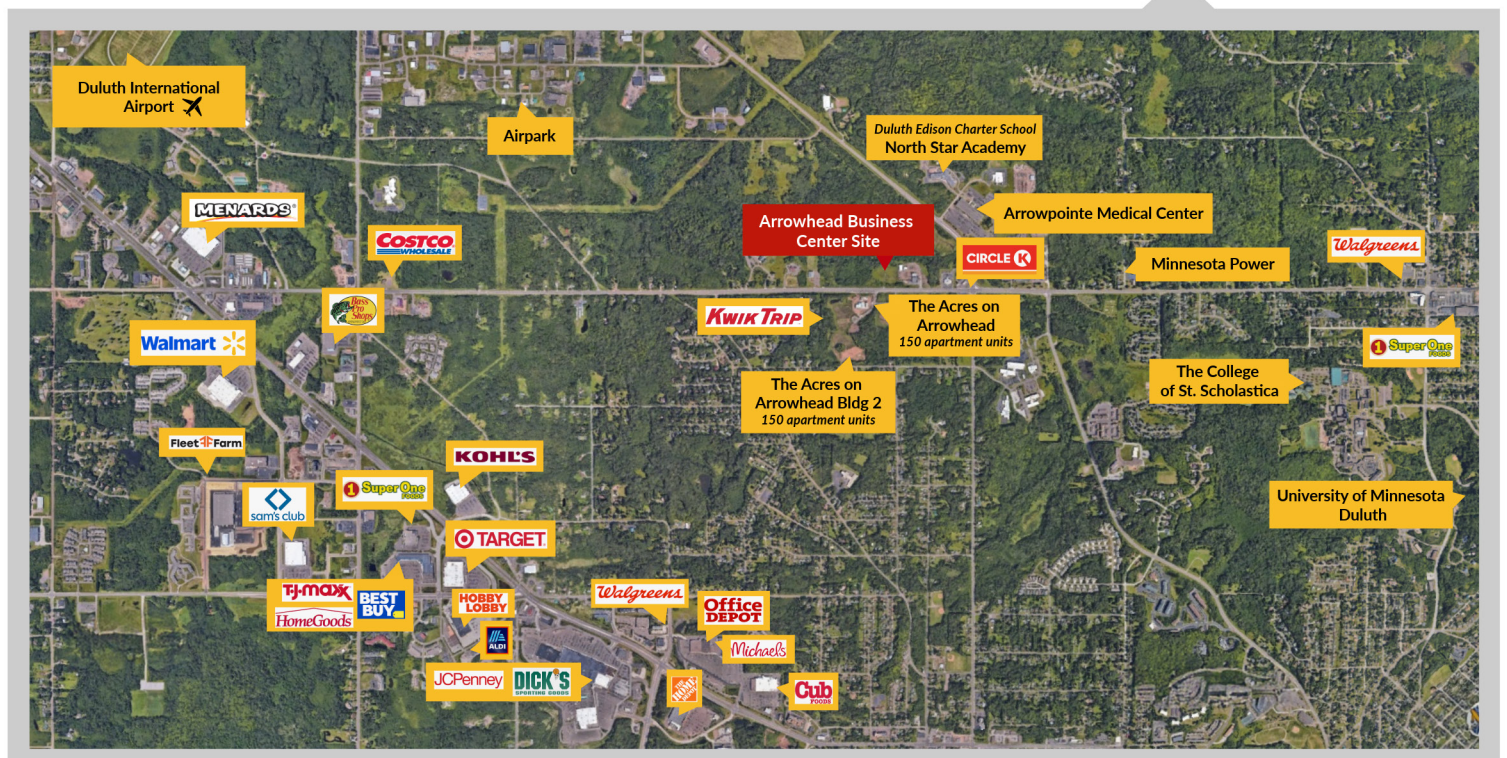 Duluth International
Airport
Airpark
Duluth Edison Charter School
North Star Academy
MENARDS
Arrowpointe Medical Center
Arrowhead Business
Center Site
COSTCO
WHOLESALE
CIRCLE K
Minnesota Power
Walgreens
Bass
Pro
Shops
KWIK TRIP
The Acres on
Arrowhead
150 apartment units
Walmart
1 Super One
FOODS
The College
of St. Scholastica
The Acres on
Arrowhead Bldg 2
150 apartment units
Fleet Farm
KOHL'S
1 Super One
FOODS
sam's club
University of Minnesota
Duluth
TARGET
T·J·maxx
HomeGoods
BEST
BUY
HOBBY
LOBBY
Walgreens
Office
DEPOT
ALDI
Michaels
JCPenney
DICK'S
SPORTING GOODS
THE
HOME
DEPOT
Cub
FOODS